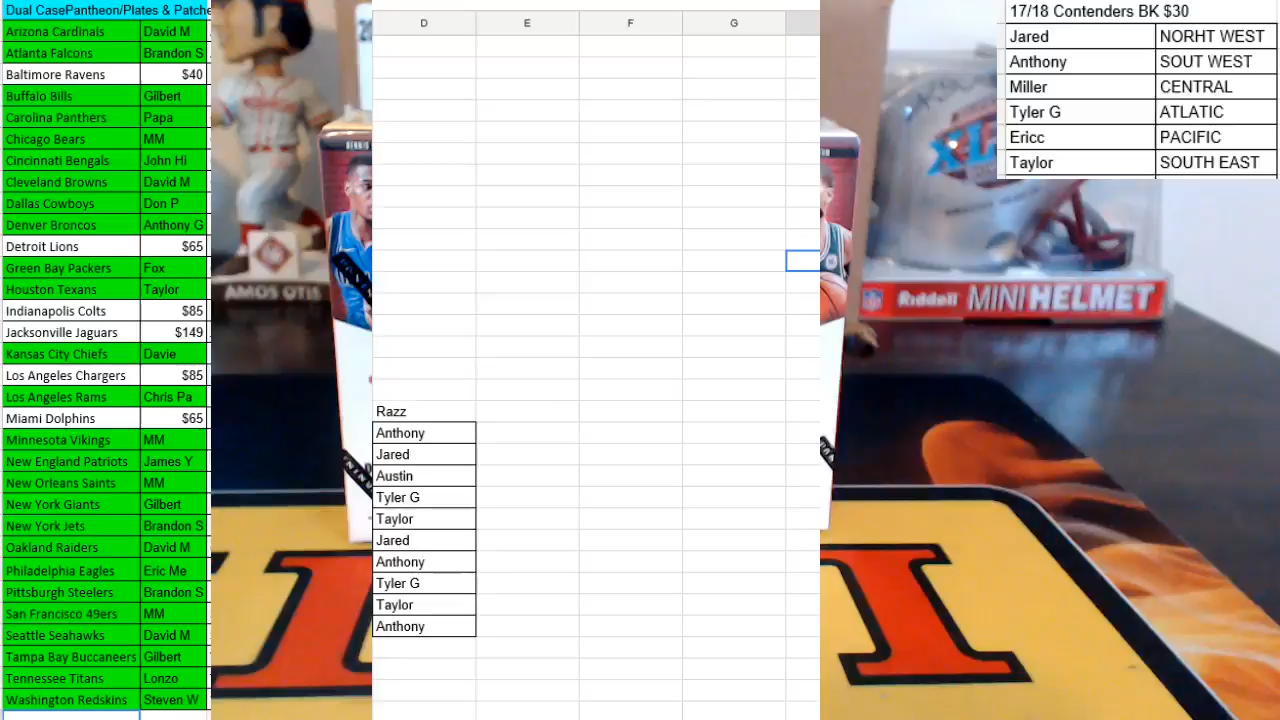 Dual CasePantheon/Plates & Patche
Arizona Cardinals David M
Atlanta Falcons Brandon S
Baltimore Ravens $40
Buffalo Bills Gilbert
Carolina Panthers Papa
Chicago Bears MM
Cincinnati Bengals John Hi
Cleveland Browns David M
Dallas Cowboys Don P
Denver Broncos Anthony G
Detroit Lions $65
Green Bay Packers Fox
Houston Texans Taylor
Indianapolis Colts $85
Jacksonville Jaguars $149
Kansas City Chiefs Davie
Los Angeles Chargers $85
Los Angeles Rams Chris Pa
Miami Dolphins $65
Minnesota Vikings MM
New England Patriots James Y
New Orleans Saints MM
New York Giants Gilbert
New York Jets Brandon S
Oakland Raiders David M
Philadelphia Eagles Eric Me
Pittsburgh Steelers Brandon S
San Francisco 49ers MM
Seattle Seahawks David M
Tampa Bay Buccaneers Gilbert
Tennessee Titans Lonzo
Washington Redskins Steven W
AMOS OTIS
D E F G
Razz
Anthony
Jared
Austin
Tyler G
Taylor
Jared
Anthony
Tyler G
Taylor
Anthony
17/18 Contenders BK $30
Jared NORHT WEST
Anthony SOUT WEST
Miller CENTRAL
Tyler G ATLATIC
Ericc PACIFIC
Taylor SOUTH EAST
NFL Riddell MINI HELMET